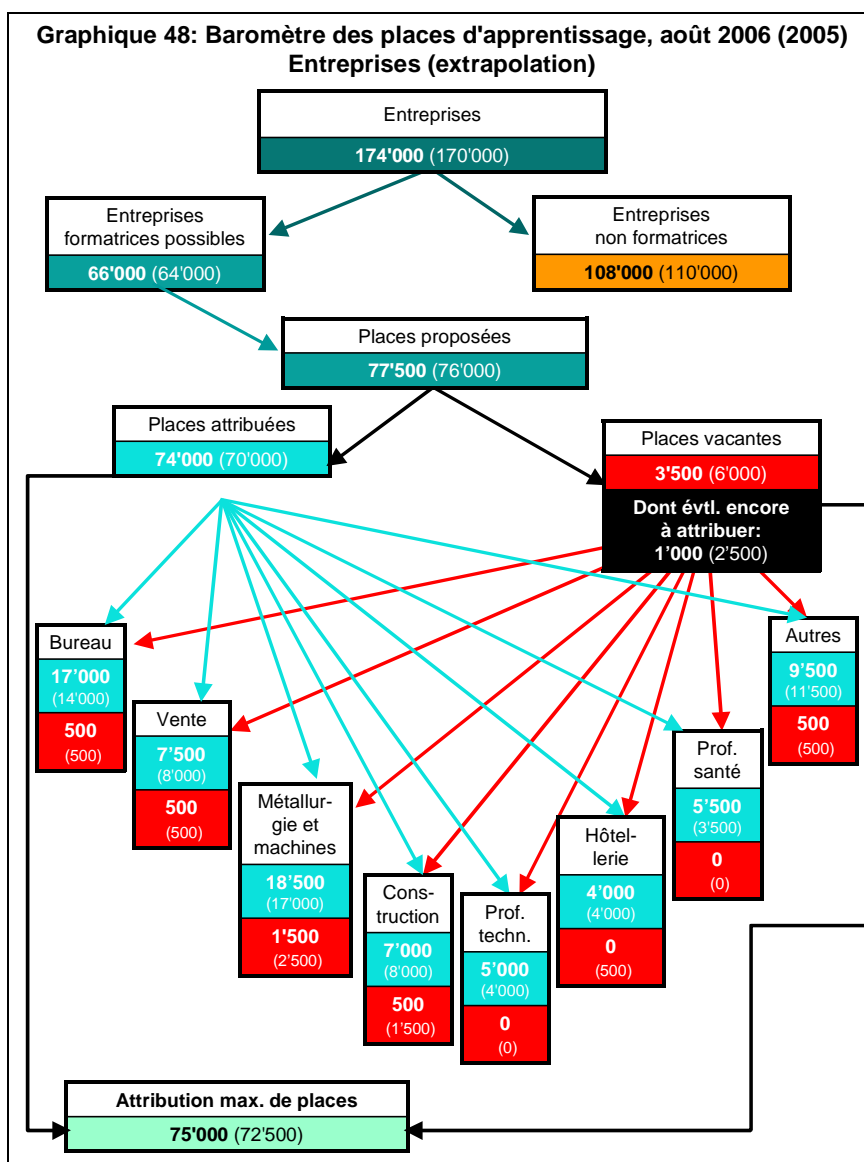 Graphique 48: Baromètre des places d'apprentissage, août 2006 (2005)
Entreprises (extrapolation)
Entreprises
174'000 (170'000)
Entreprises
formatrices possibles
66'000 (64'000)
Entreprises
non formatrices
108'000 (110'000)
Places proposées
77'500 (76'000)
Places attribuées
74'000 (70'000)
Places vacantes
3'500 (6'000)
Dont évtl. encore
à attribuer:
1'000 (2'500)
Bureau
17’000
(14'000)
500
(500)
Vente
7’500
(8'000)
500
(500)
Métallur-
gie et
machines
18’500
(17'000)
1'500
(2'500)
Cons-
truction
7’000
(8'000)
500
(1'500)
Prof.
techn.
5’000
(4'000)
0
(0)
Hôtel-
lerie
4’000
(4'000)
0
(500)
Prof.
santé
5’500
(3'500)
0
(0)
Autres
9’500
(11'500)
500
(500)
Attribution max. de places
75'000 (72'500)